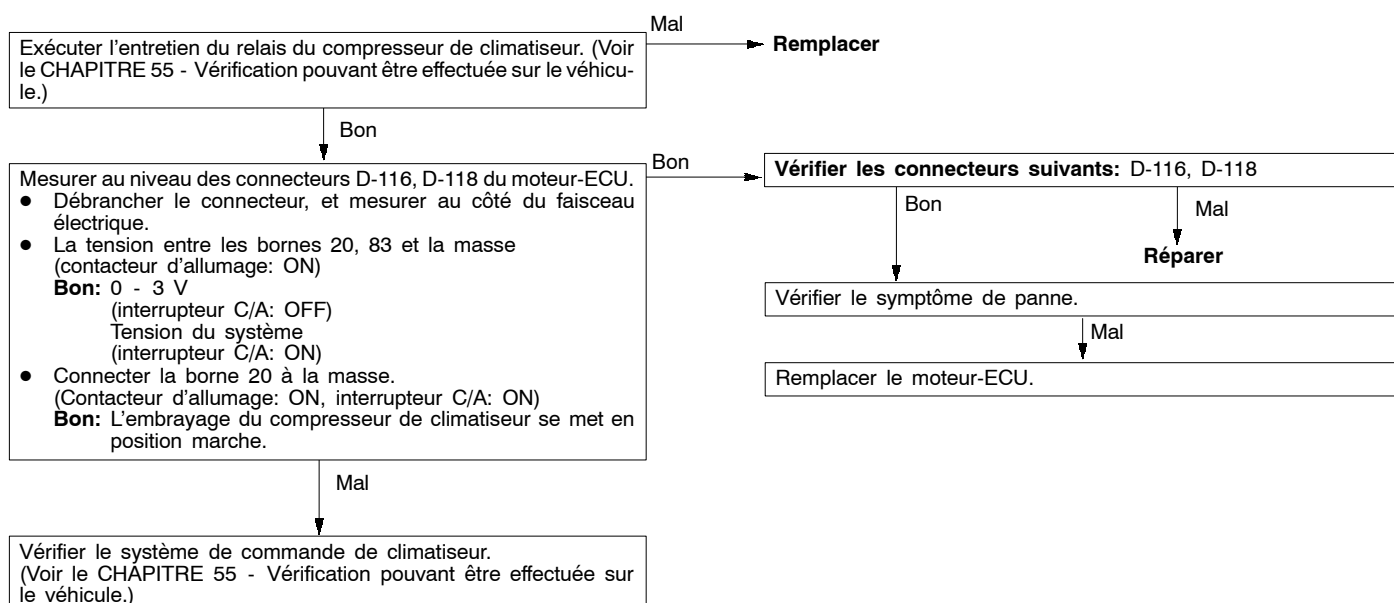 Mal
Exécuter l'entretien du relais du compresseur de climatiseur. (Voir
le CHAPITRE 55 - Vérification pouvant être effectuée sur le véhicu-
le.)
Remplacer
Bon
Mesurer au niveau des connecteurs D-116, D-118 du moteur-ECU.
● Débrancher le connecteur, et mesurer au côté du faisceau
électrique.
● La tension entre les bornes 20, 83 et la masse
(contacteur d'allumage: ON)
Bon: 0 - 3 V
(interrupteur C/A: OFF)
Tension du système
(interrupteur C/A: ON)
● Connecter la borne 20 à la masse.
(Contacteur d'allumage: ON, interrupteur C/A: ON)
Bon: L'embrayage du compresseur de climatiseur se met en
position marche.
Bon
Vérifier les connecteurs suivants: D-116, D-118
Bon
Mal
Réparer
Vérifier le symptôme de panne.
Mal
Remplacer le moteur-ECU.
Mal
Vérifier le système de commande de climatiseur.
(Voir le CHAPITRE 55 - Vérification pouvant être effectuée sur
le véhicule.)